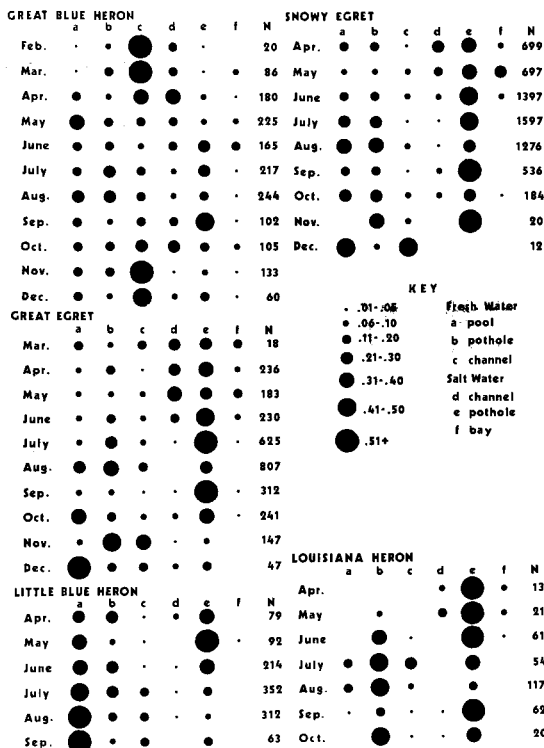 GREAT BLUE HERON
a b c d e f N
Feb. 20
Mar. 86
Apr. 180
May 225
June 165
July 217
Aug. 244
Sep. 102
Oct. 105
Nov. 133
Dec. 60
GREAT EGRET
a b c d e f N
Mar. 18
Apr. 236
May 183
June 230
July 625
Aug. 807
Sep. 312
Oct. 241
Nov. 147
Dec. 47
LITTLE BLUE HERON
a b c d e f N
Apr. 79
May 92
June 214
July 352
Aug. 312
Sep. 63
SNOWY EGRET
a b c d e f N
Apr. 699
May 697
June 1397
July 1597
Aug. 1276
Sep. 536
Oct. 184
Nov. 20
Dec. 12
KEY
.01-.05 Fresh Water
.06-.10 a pool
.11-.20 b pothole
.21-.30 c channel
.31-.40 Salt Water
d channel
.41-.50 e pothole
f bay
.51+
LOUISIANA HERON
a b c d e f N
Apr. 13
May 21
June 61
July 54
Aug. 117
Sep. 62
Oct. 20